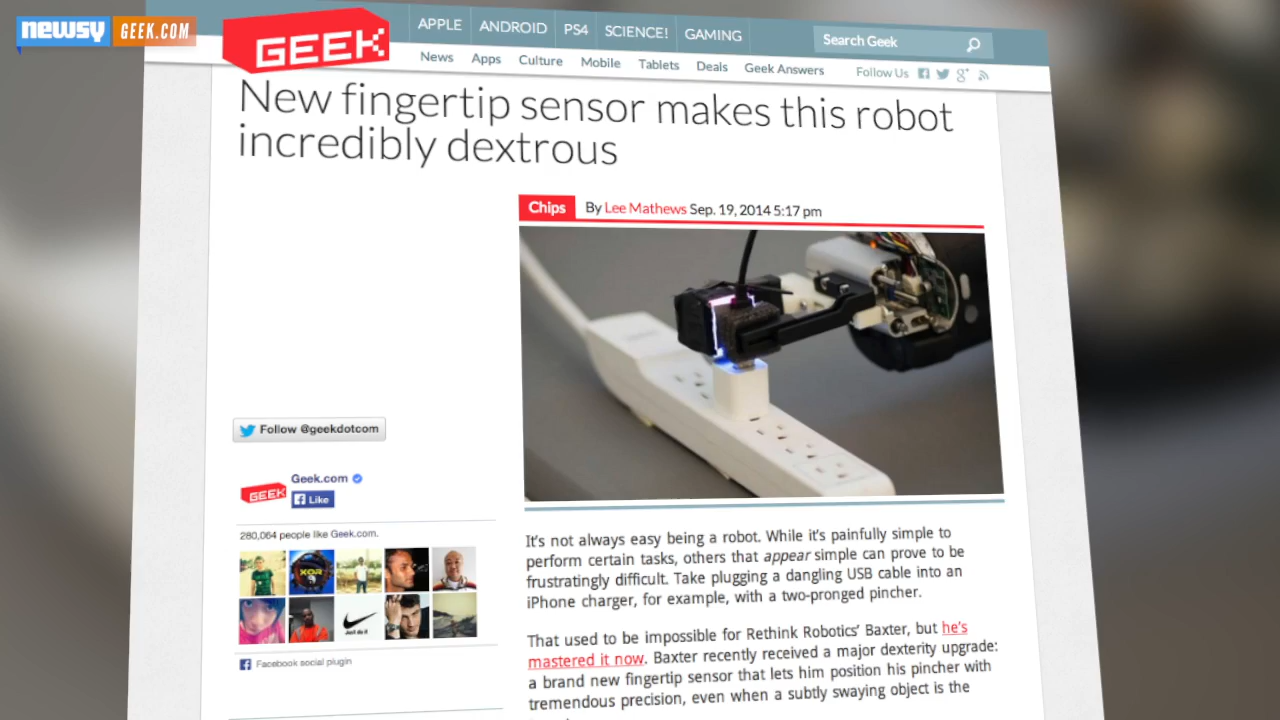 newsy GEEK.COM
GEEK
APPLE ANDROID PS4 SCIENCE! GAMING
Search Geek
News Apps Culture Mobile Tablets Deals Geek Answers Follow Us
New fingertip sensor makes this robot
incredibly dextrous
Chips By Lee Mathews Sep. 19, 2014 5:17 pm
Follow @geekdotcom
GEEK
Geek.com
Like
280,064 people like Geek.com.
XOR
Just do it
Facebook social plugin
It's not always easy being a robot. While it's painfully simple to
perform certain tasks, others that appear simple can prove to be
frustratingly difficult. Take plugging a dangling USB cable into an
iPhone charger, for example, with a two-pronged pincher.
That used to be impossible for Rethink Robotics' Baxter, but he's
mastered it now. Baxter recently received a major dexterity upgrade:
a brand new fingertip sensor that lets him position his pincher with
tremendous precision, even when a subtly swaying object is the